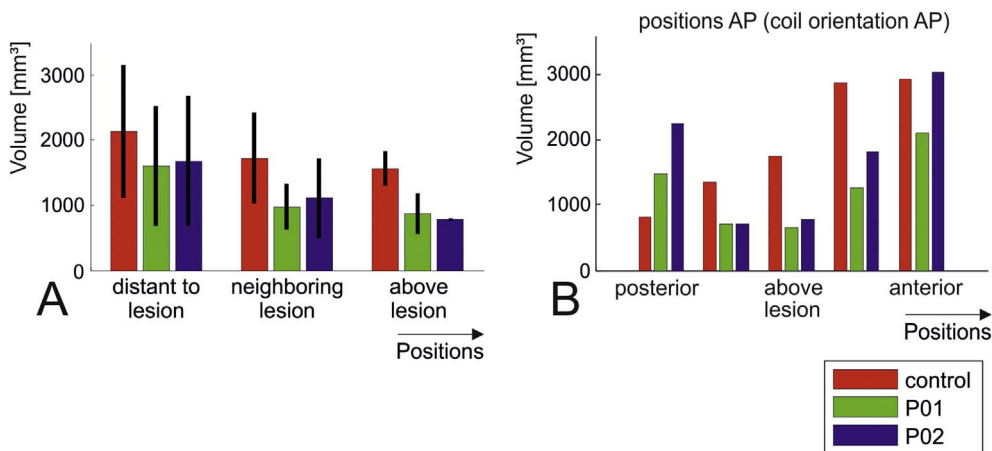 positions AP (coil orientation AP)
Volume [mm³]
3000
2000
1000
0
distant to
lesion
neighboring
lesion
above
lesion
Positions
A
Volume [mm³]
3000
2000
1000
0
posterior
above
lesion
anterior
Positions
B
control
P01
P02